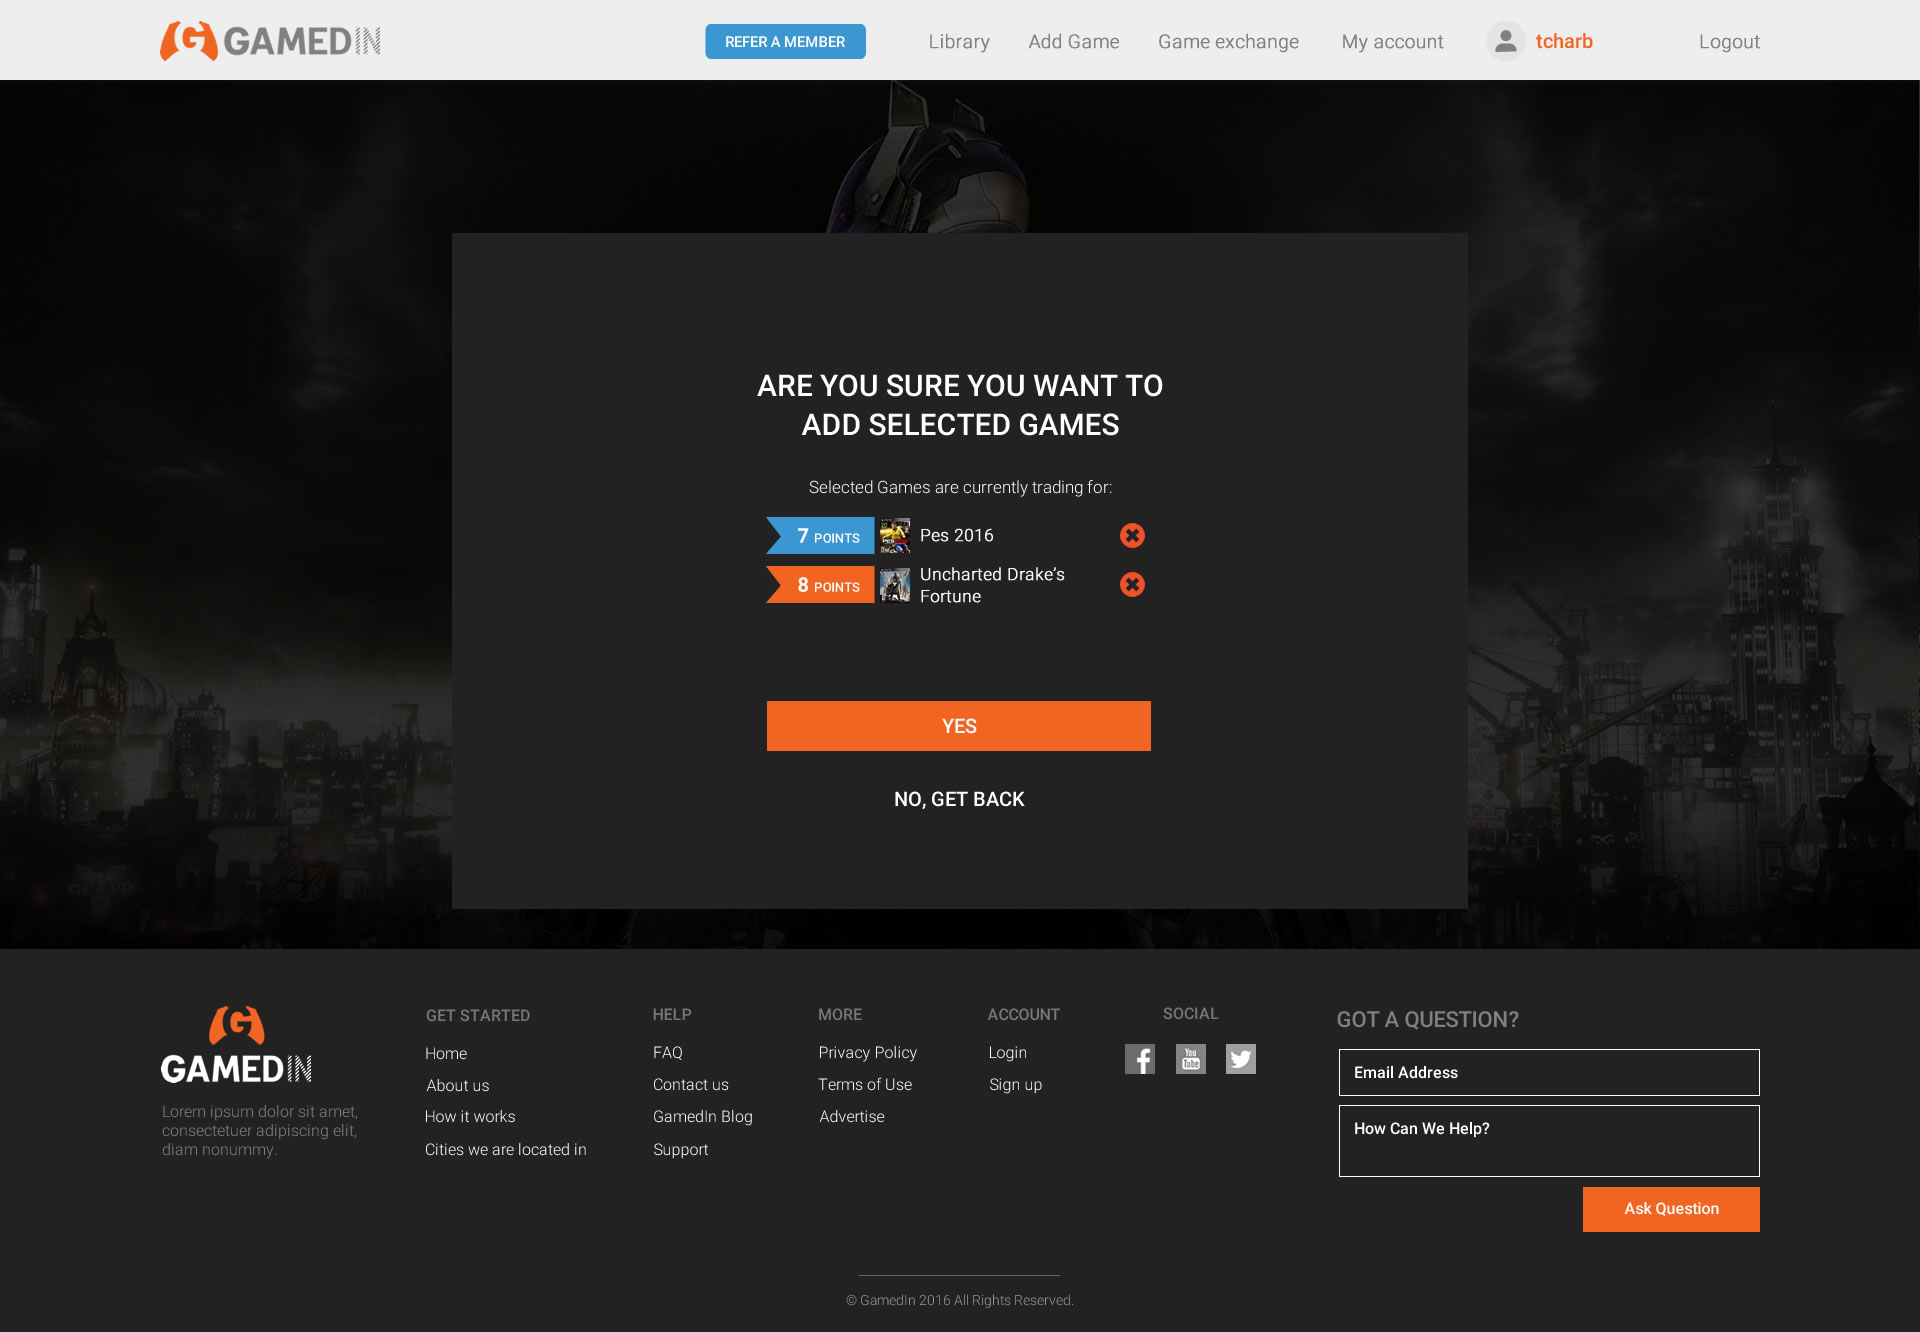 GAMEDIN
REFER A MEMBER
Library
Add Game
Game exchange
My account
tcharb
Logout
ARE YOU SURE YOU WANT TO
ADD SELECTED GAMES
Selected Games are currently trading for:
7 POINTS
Pes 2016
8 POINTS
Uncharted Drake’s
Fortune
YES
NO, GET BACK
GAMEDIN
Lorem ipsum dolor sit amet,
consectetuer adipiscing elit,
diam nonummy.
GET STARTED
Home
About us
How it works
Cities we are located in
HELP
FAQ
Contact us
GamedIn Blog
Support
MORE
Privacy Policy
Terms of Use
Advertise
ACCOUNT
Login
Sign up
SOCIAL
You
Tube
GOT A QUESTION?
Email Address
How Can We Help?
Ask Question
© GamedIn 2016 All Rights Reserved.